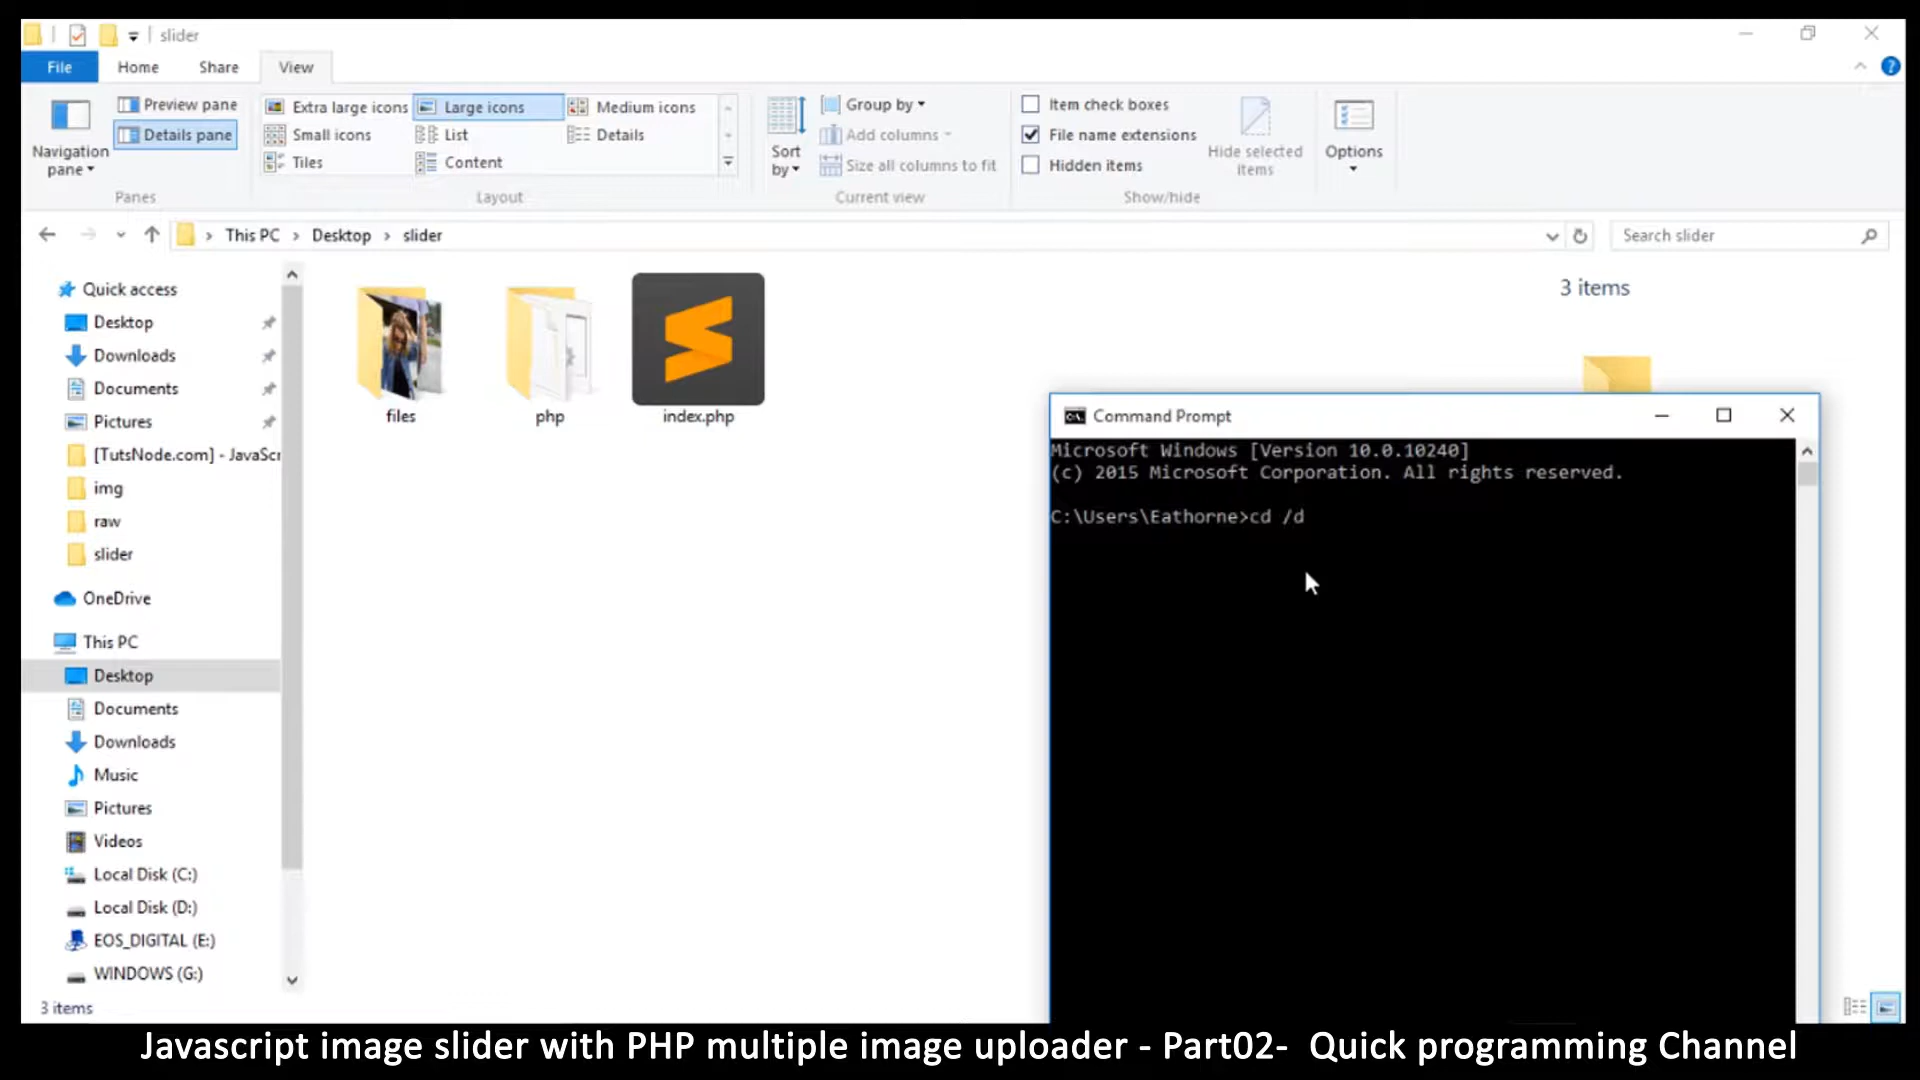 slider
File Home Share View
Navigation pane
Preview pane
Details pane
Panes
Extra large icons Large icons Medium icons
Small icons List Details
Tiles Content
Layout
Sort by
Group by
Add columns
Size all columns to fit
Current view
Item check boxes
File name extensions
Hidden items
Hide selected items
Show/hide
Options
This PC > Desktop > slider
Search slider
Quick access
Desktop
Downloads
Documents
Pictures
[TutsNode.com] - JavaScr
img
raw
slider
OneDrive
This PC
Desktop
Documents
Downloads
Music
Pictures
Videos
Local Disk (C:)
Local Disk (D:)
EOS_DIGITAL (E:)
WINDOWS (G:)
3 items
files
php
index.php
3 items
Command Prompt
Microsoft Windows [Version 10.0.10240]
(c) 2015 Microsoft Corporation. All rights reserved.
C:\Users\Eathorne>cd /d
Javascript image slider with PHP multiple image uploader - Part02- Quick programming Channel